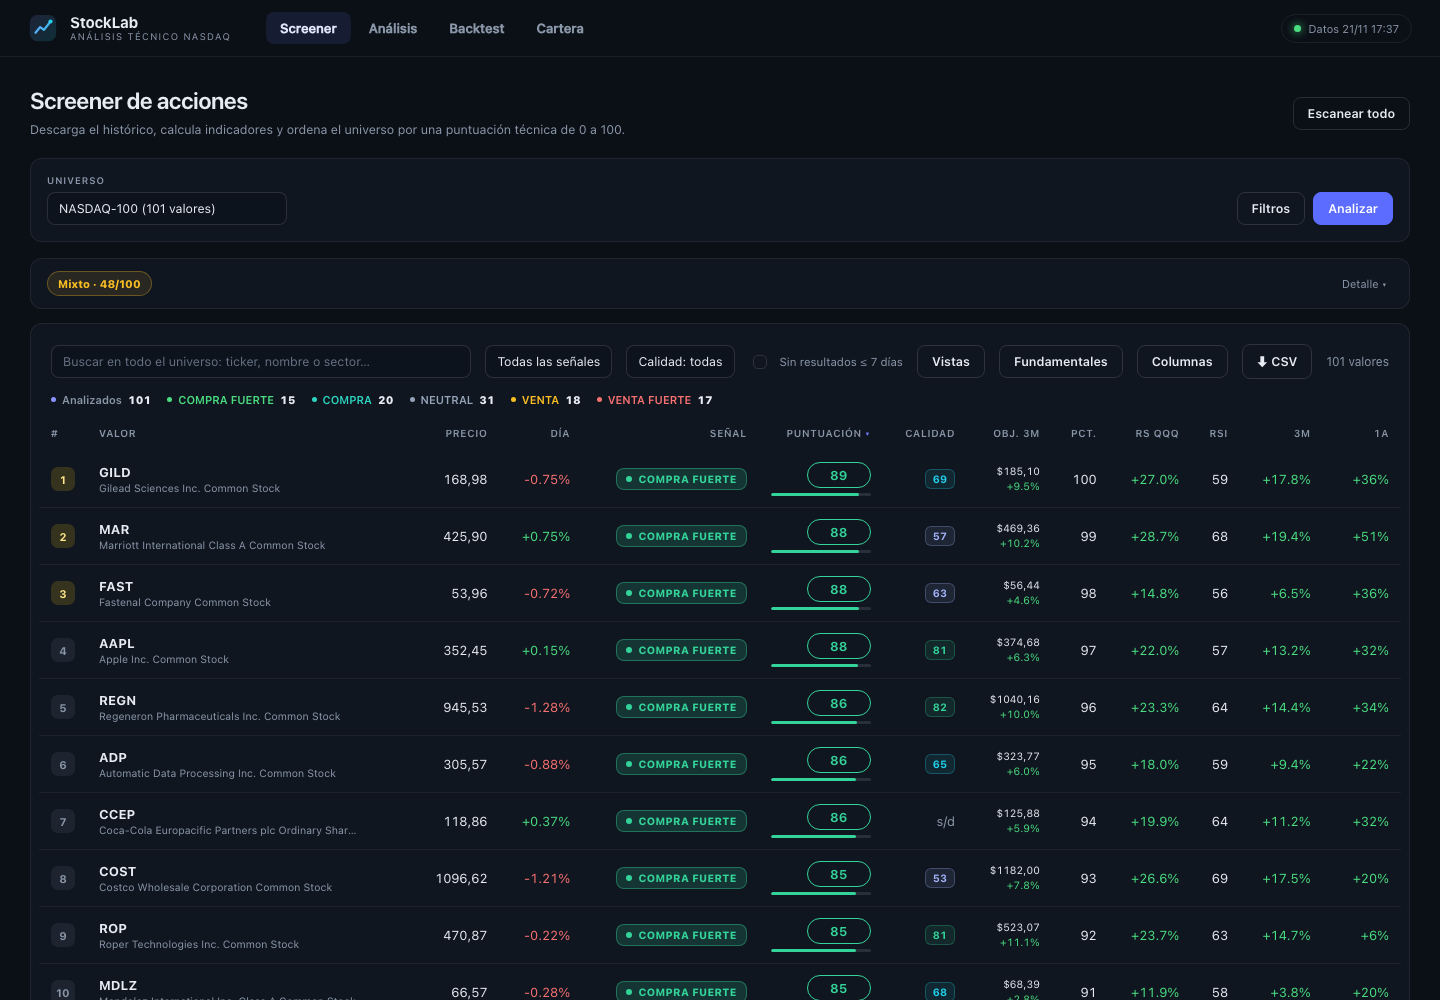 StockLab
ANÁLISIS TÉCNICO NASDAQ
Screener Análisis Backtest Cartera
Datos 21/11 17:37
Screener de acciones
Descarga el histórico, calcula indicadores y ordena el universo por una puntuación técnica de 0 a 100.
Escanear todo
UNIVERSO
NASDAQ-100 (101 valores)
Filtros Analizar
Mixto · 48/100
Detalle
Buscar en todo el universo: ticker, nombre o sector...
Todas las señales
Calidad: todas
Sin resultados ≤ 7 días
Vistas
Fundamentales
Columnas
⬇ CSV
101 valores
Analizados 101 COMPRA FUERTE 15 COMPRA 20 NEUTRAL 31 VENTA 18 VENTA FUERTE 17
# VALOR PRECIO DÍA SEÑAL PUNTUACIÓN CALIDAD OBJ. 3M PCT. RS QQQ RSI 3M 1A
1 GILD 168,98 -0.75% COMPRA FUERTE 89 69 $185,10 100 +27.0% 59 +17.8% +36%
Gilead Sciences Inc. Common Stock +9.5%
2 MAR 425,90 +0.75% COMPRA FUERTE 88 57 $469,36 99 +28.7% 68 +19.4% +51%
Marriott International Class A Common Stock +10.2%
3 FAST 53,96 -0.72% COMPRA FUERTE 88 63 $56,44 98 +14.8% 56 +6.5% +36%
Fastenal Company Common Stock +4.6%
4 AAPL 352,45 +0.15% COMPRA FUERTE 88 81 $374,68 97 +22.0% 57 +13.2% +32%
Apple Inc. Common Stock +6.3%
5 REGN 945,53 -1.28% COMPRA FUERTE 86 82 $1040,16 96 +23.3% 64 +14.4% +34%
Regeneron Pharmaceuticals Inc. Common Stock +10.0%
6 ADP 305,57 -0.88% COMPRA FUERTE 86 65 $323,77 95 +18.0% 59 +9.4% +22%
Automatic Data Processing Inc. Common Stock +6.0%
7 CCEP 118,86 +0.37% COMPRA FUERTE 86 s/d $125,88 94 +19.9% 64 +11.2% +32%
Coca-Cola Europacific Partners plc Ordinary Shar... +5.9%
8 COST 1096,62 -1.21% COMPRA FUERTE 85 53 $1182,00 93 +26.6% 69 +17.5% +20%
Costco Wholesale Corporation Common Stock +7.8%
9 ROP 470,87 -0.22% COMPRA FUERTE 85 81 $523,07 92 +23.7% 63 +14.7% +6%
Roper Technologies Inc. Common Stock +11.1%
10 MDLZ 66,57 -0.28% COMPRA FUERTE 85 68 $68,39 91 +11.9% 58 +3.8% +20%